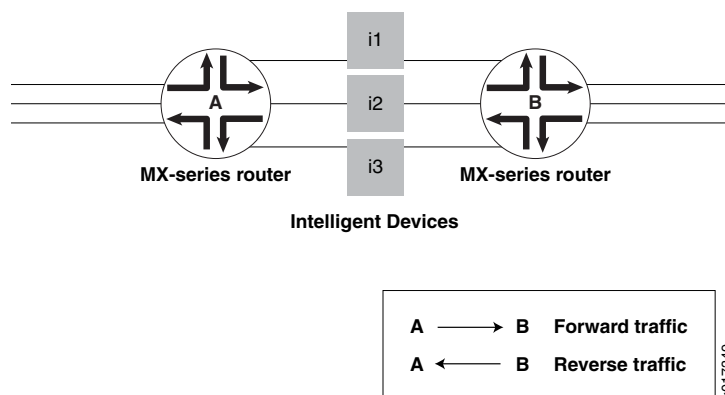 i1
A
i2
B
i3
MX-series router
MX-series router
Intelligent Devices
A B Forward traffic
A B Reverse traffic